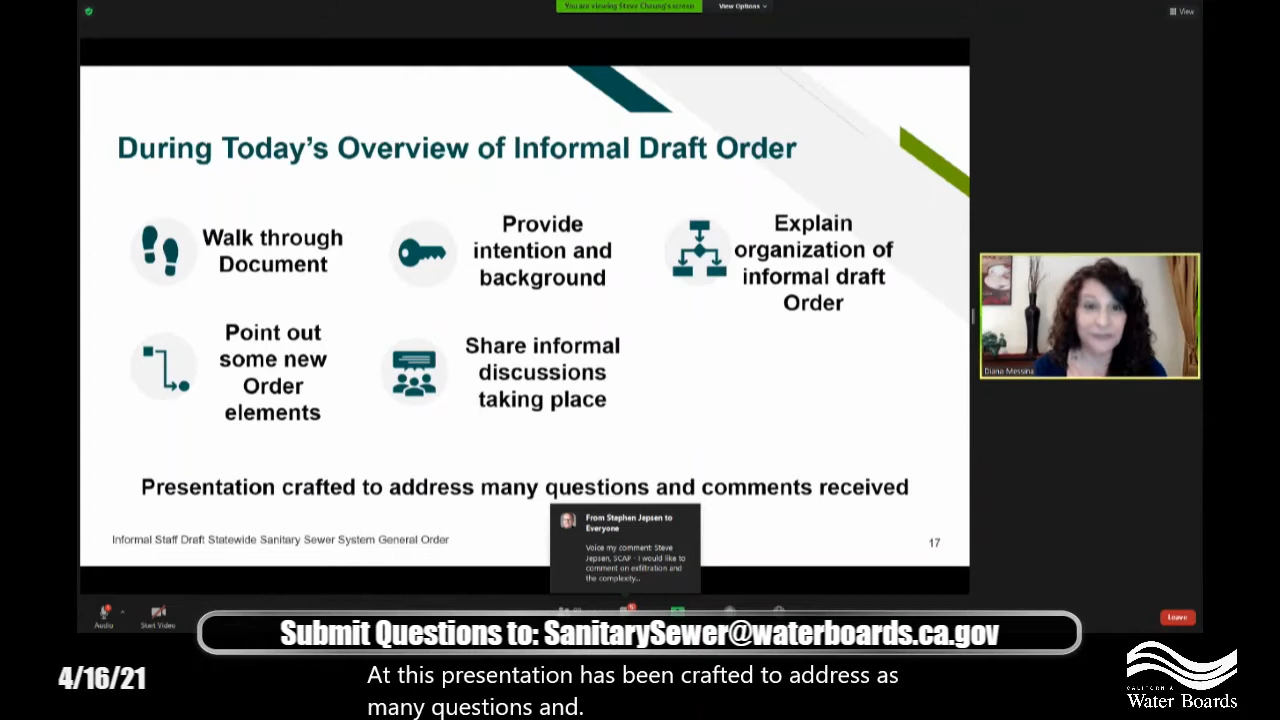 You are viewing Steve Cheung's screen
View Options
View
During Today's Overview of Informal Draft Order
Walk through
Document
Provide
intention and
background
Explain
organization of
informal draft
Order
Point out
some new
Order
elements
Share informal
discussions
taking place
Presentation crafted to address many questions and comments received
Informal Staff Draft Statewide Sanitary Sewer System General Order
17
From Stephen Jepsen to
Everyone
Voice my comment: Steve
Jepsen, SCAP - I would like to
comment on exfiltration and
the complexity...
Diana Messina
Audio
Start Video
Leave
Submit Questions to: SanitarySewer@waterboards.ca.gov
4/16/21
At this presentation has been crafted to address as
many questions and.
CALIFORNIA
Water Boards